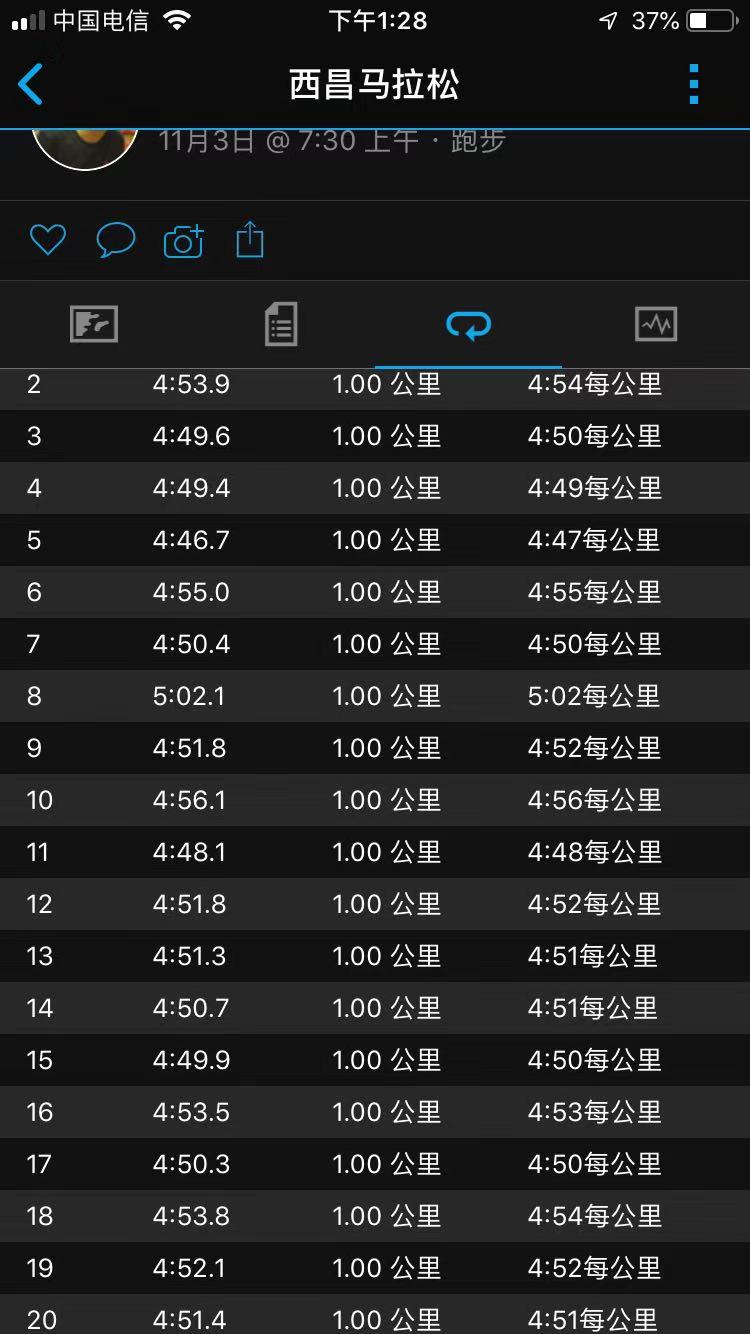 中国电信 下午1:28 37%
西昌马拉松
11月3日 @ 7:30 上午 · 跑步
2 4:53.9 1.00 公里 4:54每公里
3 4:49.6 1.00 公里 4:50每公里
4 4:49.4 1.00 公里 4:49每公里
5 4:46.7 1.00 公里 4:47每公里
6 4:55.0 1.00 公里 4:55每公里
7 4:50.4 1.00 公里 4:50每公里
8 5:02.1 1.00 公里 5:02每公里
9 4:51.8 1.00 公里 4:52每公里
10 4:56.1 1.00 公里 4:56每公里
11 4:48.1 1.00 公里 4:48每公里
12 4:51.8 1.00 公里 4:52每公里
13 4:51.3 1.00 公里 4:51每公里
14 4:50.7 1.00 公里 4:51每公里
15 4:49.9 1.00 公里 4:50每公里
16 4:53.5 1.00 公里 4:53每公里
17 4:50.3 1.00 公里 4:50每公里
18 4:53.8 1.00 公里 4:54每公里
19 4:52.1 1.00 公里 4:52每公里
20 4:51.4 1.00 公里 4:51每公里